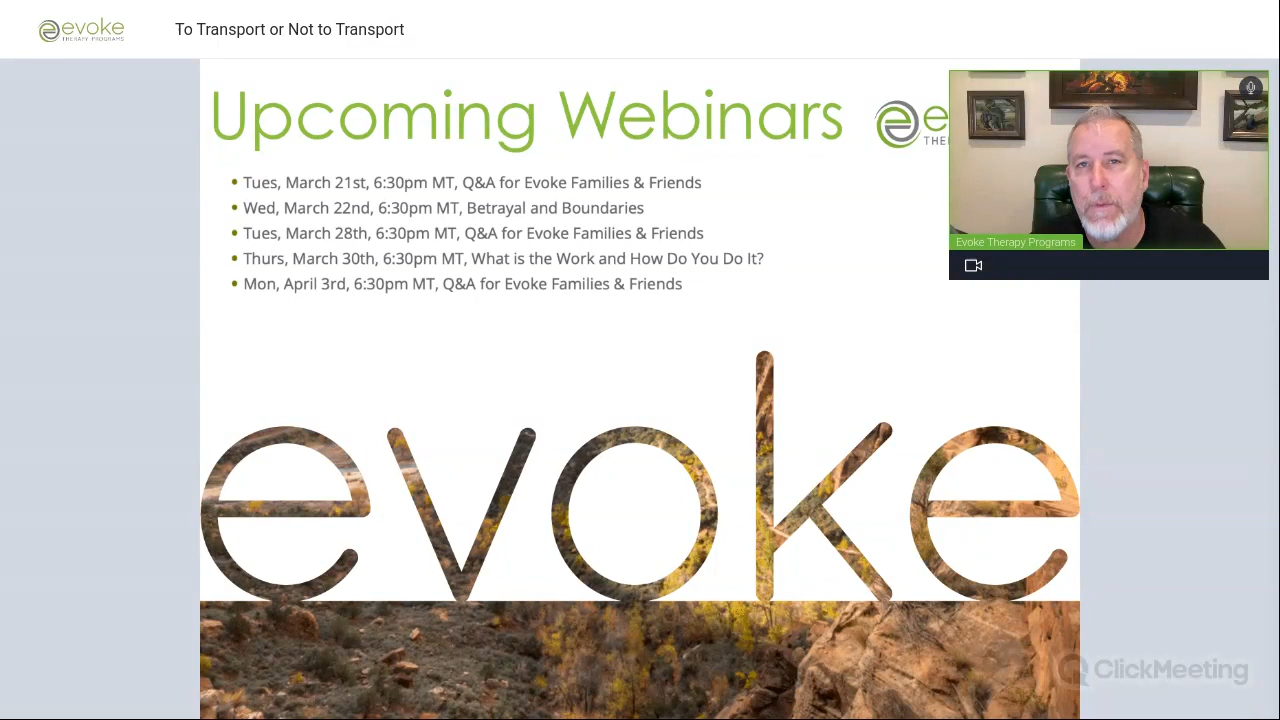 evoke
THERAPY PROGRAMS
To Transport or Not to Transport
Upcoming Webinars
e
THE
• Tues, March 21st, 6:30pm MT, Q&A for Evoke Families & Friends
• Wed, March 22nd, 6:30pm MT, Betrayal and Boundaries
• Tues, March 28th, 6:30pm MT, Q&A for Evoke Families & Friends
• Thurs, March 30th, 6:30pm MT, What is the Work and How Do You Do It?
• Mon, April 3rd, 6:30pm MT, Q&A for Evoke Families & Friends
Evoke Therapy Programs
evoke
ClickMeeting